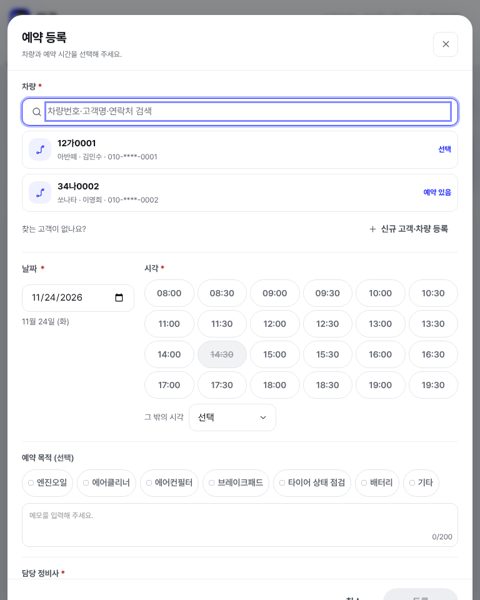 예약 등록
차량과 예약 시간을 선택해 주세요.
차량 *
차량번호·고객명·연락처 검색
12가0001
아반떼 · 김민수 · 010-****-0001
선택
34나0002
쏘나타 · 이영희 · 010-****-0002
예약 있음
찾는 고객이 없나요?
+ 신규 고객·차량 등록
날짜 *
11/24/2026
11월 24일 (화)
시각 *
08:00 08:30 09:00 09:30 10:00 10:30
11:00 11:30 12:00 12:30 13:00 13:30
14:00 14:30 15:00 15:30 16:00 16:30
17:00 17:30 18:00 18:30 19:00 19:30
그 밖의 시각 선택
예약 목적 (선택)
엔진오일 에어클리너 에어컨필터 브레이크패드 타이어 상태 점검 배터리 기타
메모를 입력해 주세요.
0/200
담당 정비사 *